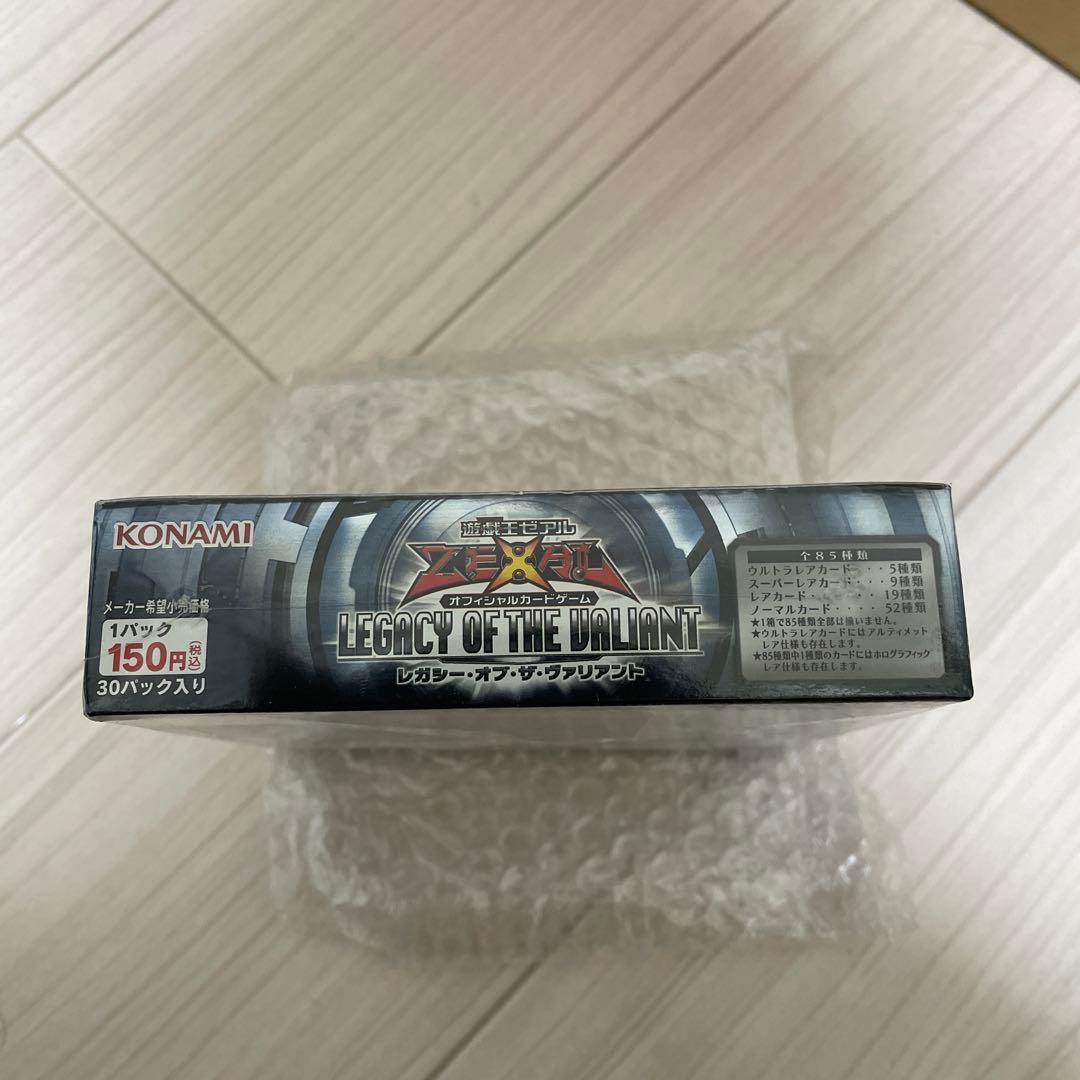 KONAMI
メーカー希望小売価格
1パック
150円税込
30パック入り
遊戯王ゼアル
ZEXAL
オフィシャルカードゲーム
LEGACY OF THE VALIANT
レガシー・オブ・ザ・ヴァリアント
全85種類
ウルトラレアカード・・・5種類
スーパーレアカード・・・9種類
レアカード・・・・・・19種類
ノーマルカード・・・・52種類
★1箱で85種類全部は揃いません。
★ウルトラレアカードにはアルティメット
レア仕様も存在します。
★85種類中1種類のカードにはホログラフィック
レア仕様も存在します。